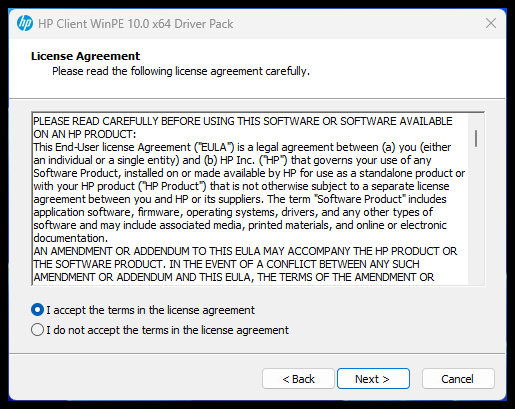 hp HP Client WinPE 10.0 x64 Driver Pack
License Agreement
Please read the following license agreement carefully.
PLEASE READ CAREFULLY BEFORE USING THIS SOFTWARE OR SOFTWARE AVAILABLE
ON AN HP PRODUCT:
This End-User license Agreement ("EULA") is a legal agreement between (a) you (either
an individual or a single entity) and (b) HP Inc. ("HP") that governs your use of any
Software Product, installed on or made available by HP for use as a standalone product or
with your HP product ("HP Product") that is not otherwise subject to a separate license
agreement between you and HP or its suppliers. The term "Software Product" includes
application software, firmware, operating systems, drivers, and any other types of
software and may include associated media, printed materials, and online or electronic
documentation.
AN AMENDMENT OR ADDENDUM TO THIS EULA MAY ACCOMPANY THE HP PRODUCT OR
THE SOFTWARE PRODUCT. IN THE EVENT OF A CONFLICT BETWEEN ANY SUCH
AMENDMENT OR ADDENDUM AND THIS EULA, THE TERMS OF THE AMENDMENT OR
I accept the terms in the license agreement
I do not accept the terms in the license agreement
< Back Next > Cancel